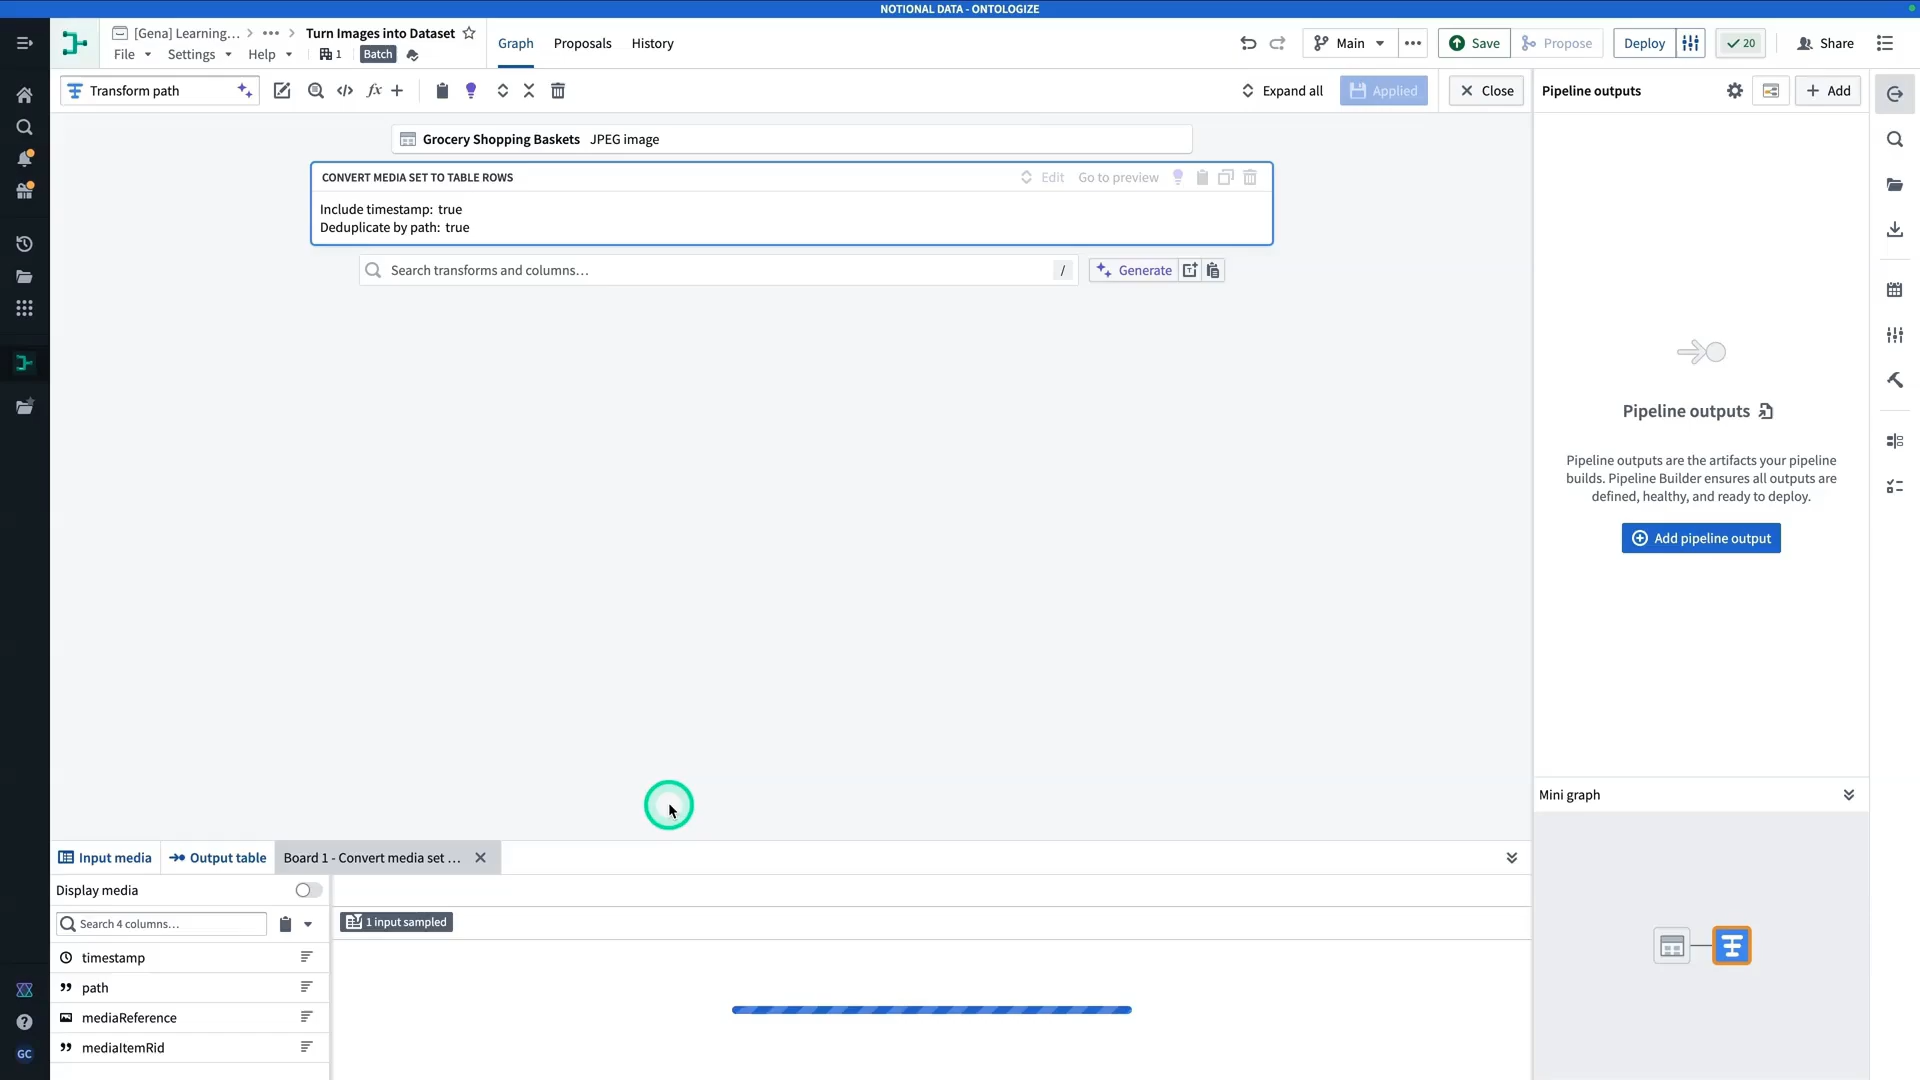 NOTIONAL DATA - ONTOLOGIZE
[Gena] Learning... > ••• > Turn Images into Dataset
File Settings Help 1 Batch
Graph Proposals History
Main ••• Save Propose Deploy 20 Share
Transform path
Expand all Applied Close
Pipeline outputs Add
Grocery Shopping Baskets JPEG image
CONVERT MEDIA SET TO TABLE ROWS Edit Go to preview
Include timestamp: true
Deduplicate by path: true
Search transforms and columns... / Generate
Pipeline outputs
Pipeline outputs are the artifacts your pipeline
builds. Pipeline Builder ensures all outputs are
defined, healthy, and ready to deploy.
Add pipeline output
Mini graph
Input media Output table Board 1 - Convert media set ...
Display media
Search 4 columns... 1 input sampled
timestamp
path
mediaReference
mediaItemRid
GC